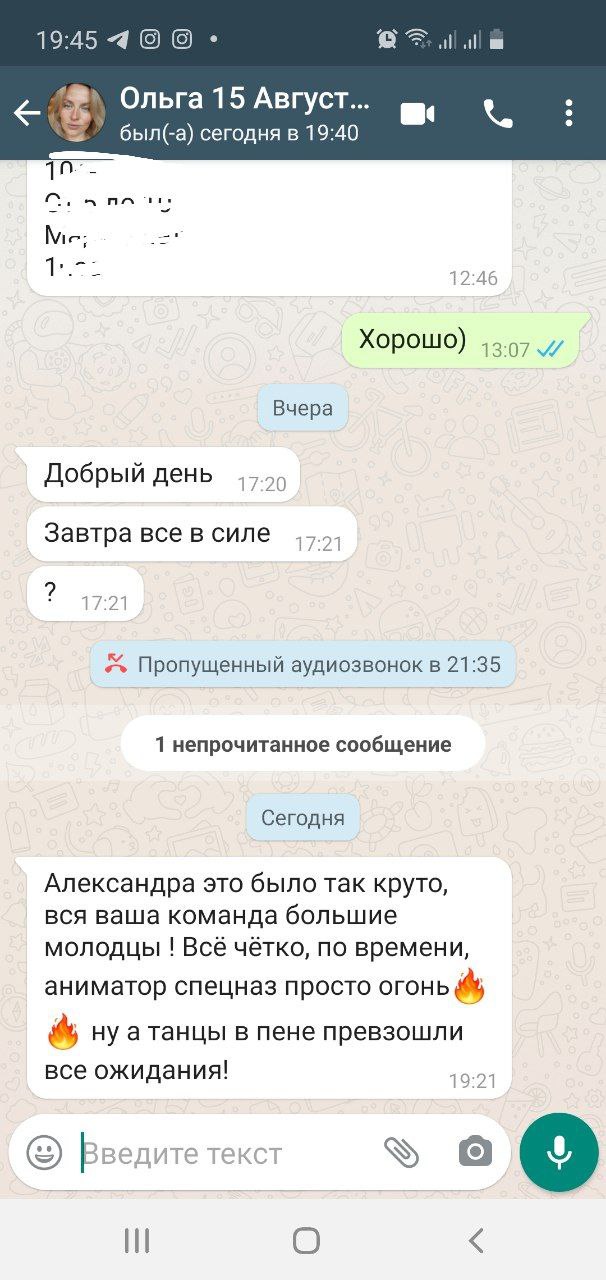 19:45
Ольга 15 Август...
был(-а) сегодня в 19:40
12:46
Хорошо) 13:07
Вчера
Добрый день 17:20
Завтра все в силе 17:21
? 17:21
Пропущенный аудиозвонок в 21:35
1 непрочитанное сообщение
Сегодня
Александра это было так круто,
вся ваша команда большие
молодцы ! Всё чётко, по времени,
аниматор спецназ просто огонь🔥
🔥 ну а танцы в пене превзошли
все ожидания!
19:21
Введите текст